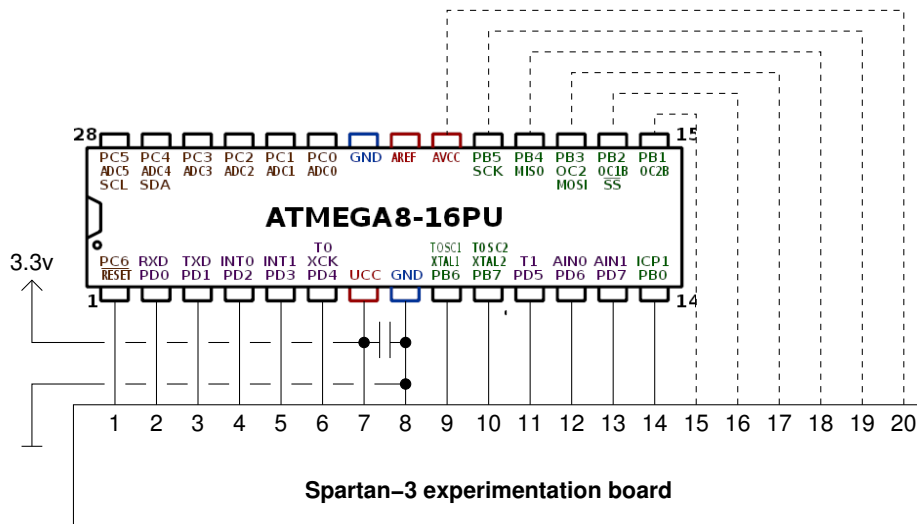 28 15
PC5 PC4 PC3 PC2 PC1 PC0 GND AREF AVCC PB5 PB4 PB3 PB2 PB1
ADC5 ADC4 ADC3 ADC2 ADC1 ADC0 SCK MISO OC2 OC1B OC2B
SCL SDA MOSI SS
ATMEGA8-16PU
3.3v
T0 TOSC1 TOSC2
PC6 RXD TXD INT0 INT1 XCK XTAL1 XTAL2 T1 AIN0 AIN1 ICP1
RESET PD0 PD1 PD2 PD3 PD4 UCC GND PB6 PB7 PD5 PD6 PD7 PB0
1 14
1 2 3 4 5 6 7 8 9 10 11 12 13 14 15 16 17 18 19 20
Spartan−3 experimentation board